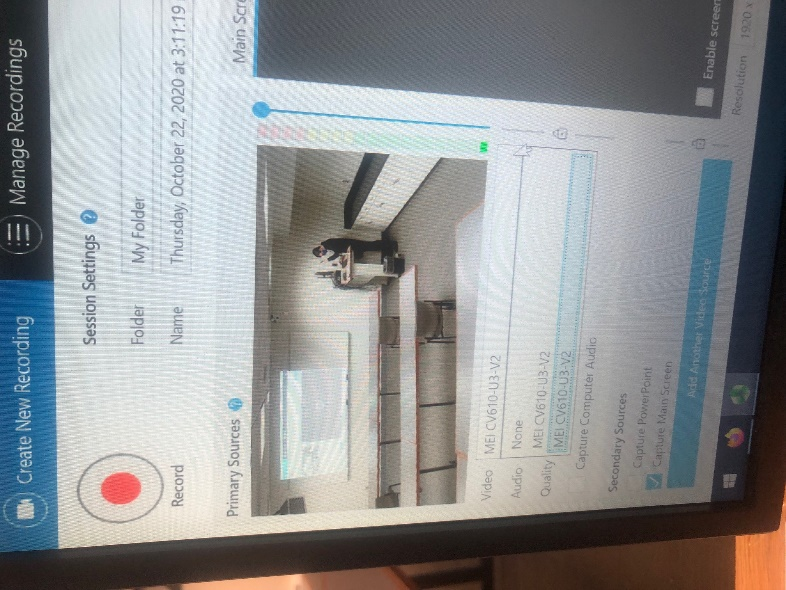 Create New Recording
Manage Recordings
Record
Session Settings ?
Folder My Folder
Name Thursday, October 22, 2020 at 3:11:19
Primary Sources ?
Main Scre
Video MEI CV610-U3-V2
Audio None
MEI CV610-U3-V2
Quality MEI CV610-U3-V2
Capture Computer Audio
Secondary Sources
Capture PowerPoint
Capture Main Screen
Add Another Video Source
Enable screen
Resolution 1920 x